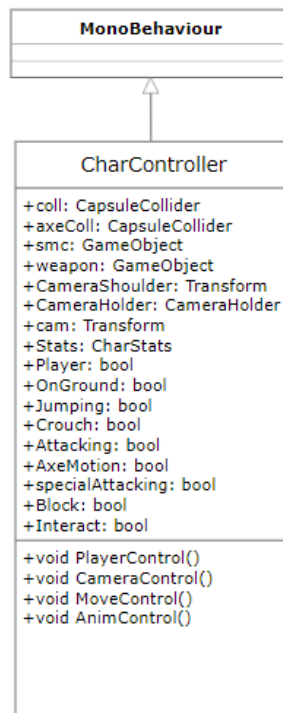 MonoBehaviour
CharController
+coll: CapsuleCollider
+axeColl: CapsuleCollider
+smc: GameObject
+weapon: GameObject
+CameraShoulder: Transform
+CameraHolder: CameraHolder
+cam: Transform
+Stats: CharStats
+Player: bool
+OnGround: bool
+Jumping: bool
+Crouch: bool
+Attacking: bool
+AxeMotion: bool
+specialAttacking: bool
+Block: bool
+Interact: bool
+void PlayerControl()
+void CameraControl()
+void MoveControl()
+void AnimControl()